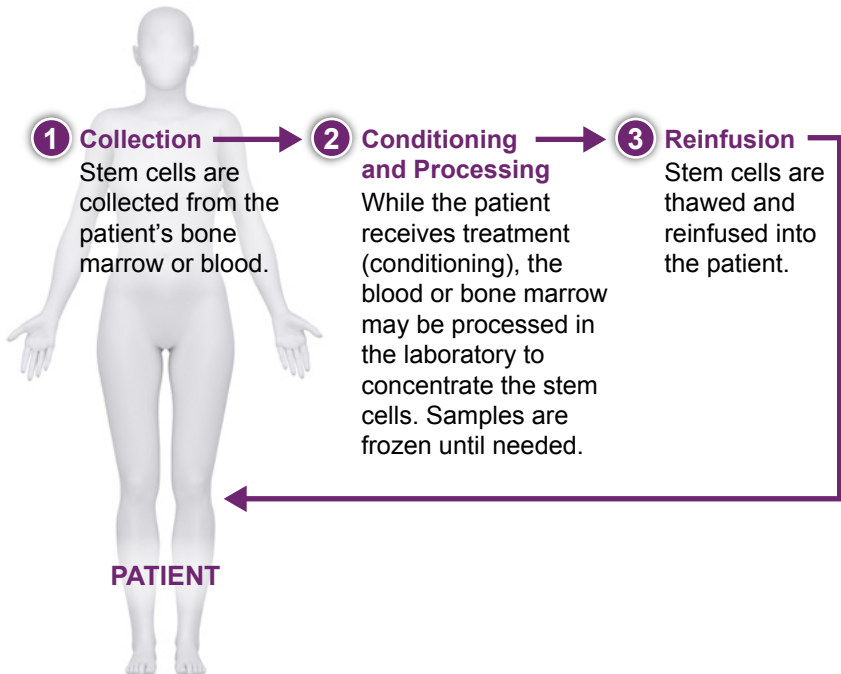 1 Collection
Stem cells are
collected from the
patient’s bone
marrow or blood.
2 Conditioning
and Processing
While the patient
receives treatment
(conditioning), the
blood or bone marrow
may be processed in
the laboratory to
concentrate the stem
cells. Samples are
frozen until needed.
3 Reinfusion
Stem cells are
thawed and
reinfused into
the patient.
PATIENT